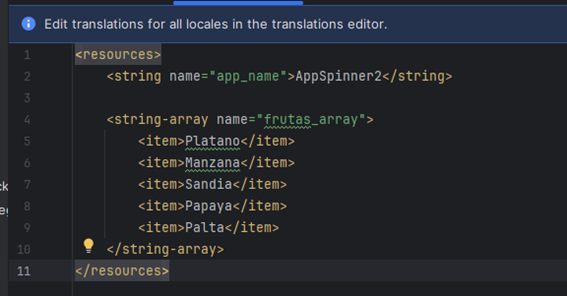 Edit translations for all locales in the translations editor.
1 <resources>
2 <string name="app_name">AppSpinner2</string>
3
4 <string-array name="frutas_array">
5 <item>Platano</item>
6 <item>Manzana</item>
7 <item>Sandia</item>
8 <item>Papaya</item>
9 <item>Palta</item>
10 </string-array>
11 </resources>